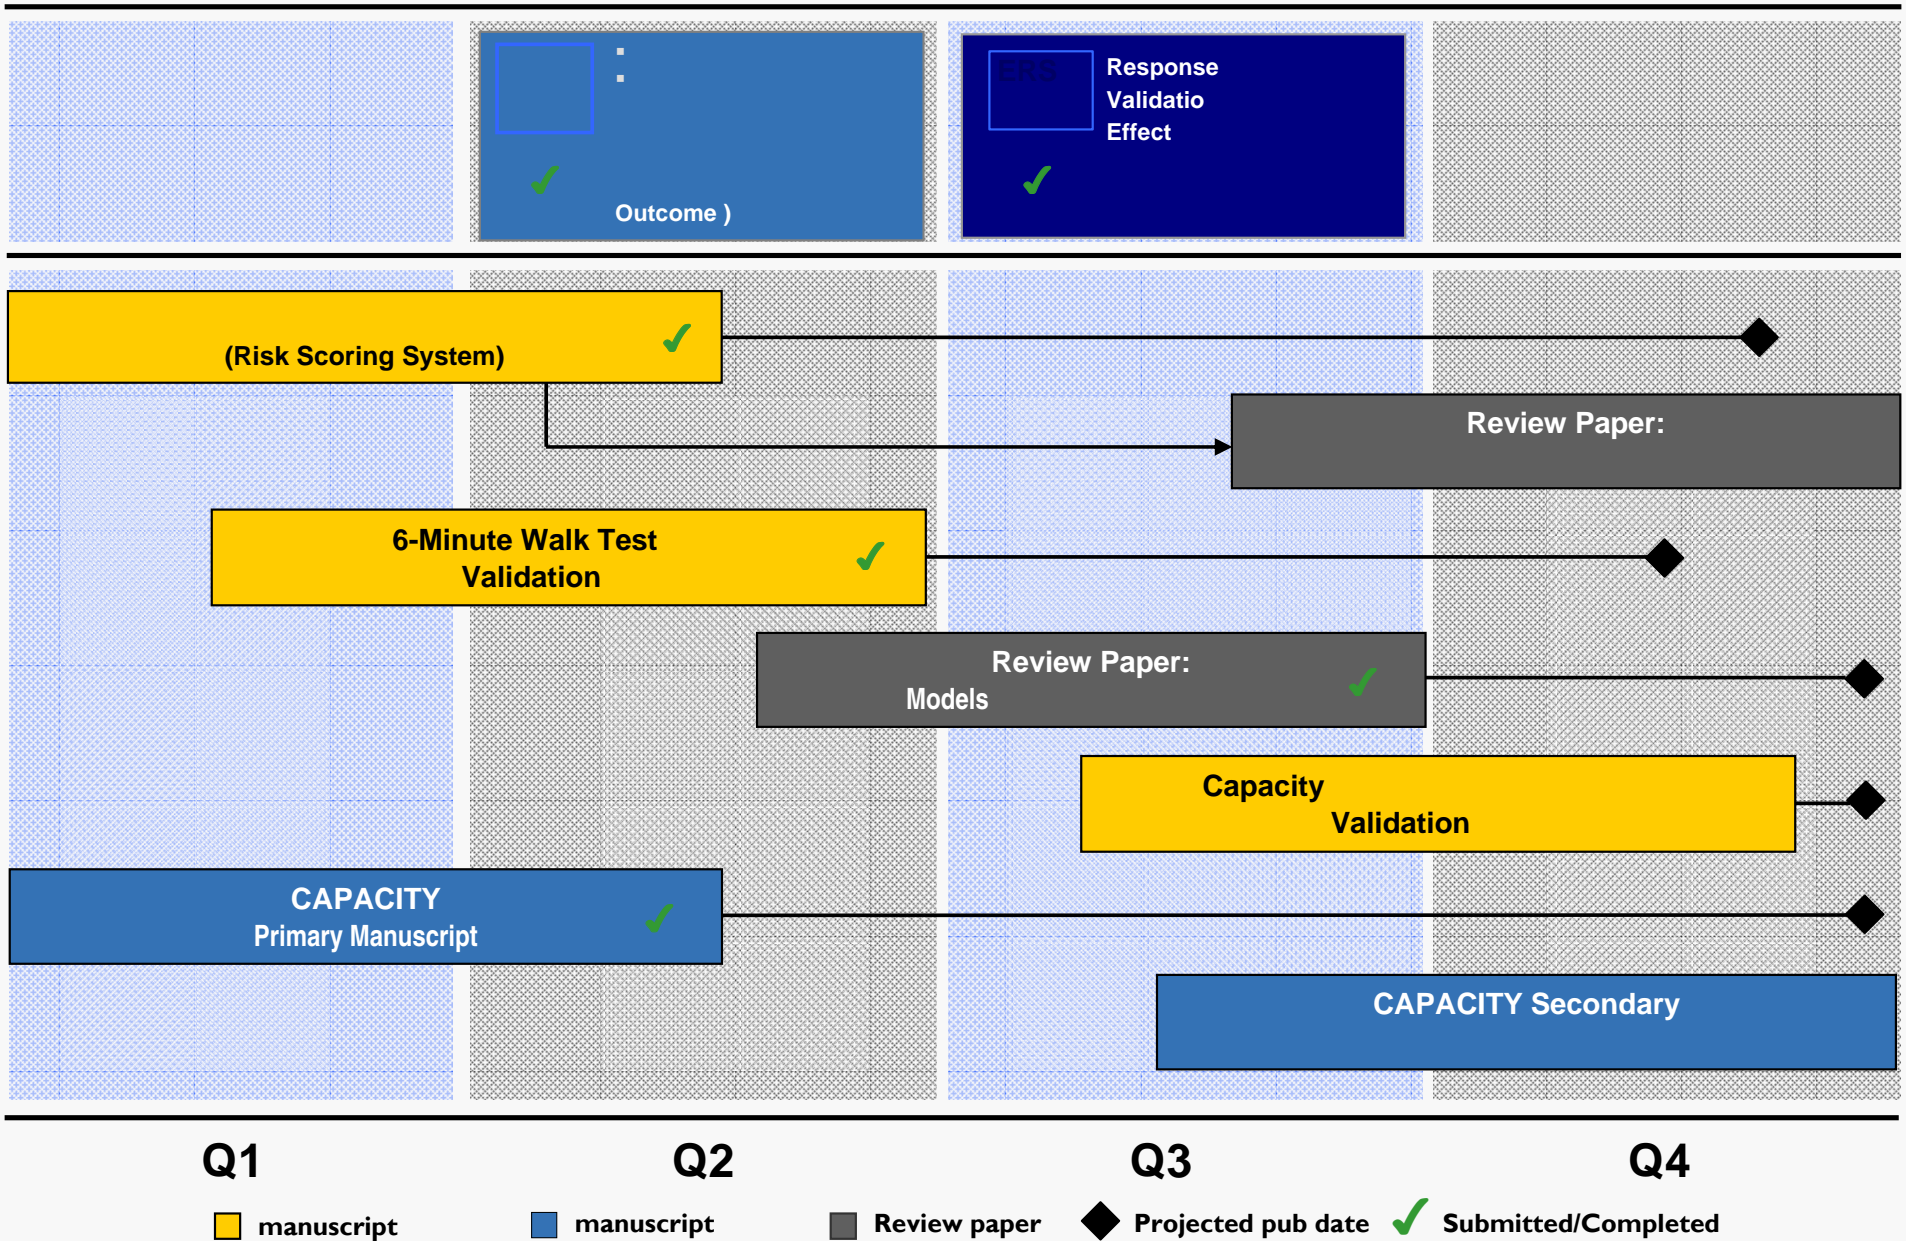 :
:
Outcome )
ERS
Response
Validatio
Effect
(Risk Scoring System)
Review Paper:
6-Minute Walk Test
Validation
Review Paper:
Models
Capacity
Validation
CAPACITY
Primary Manuscript
CAPACITY Secondary
Q1 Q2 Q3 Q4
manuscript manuscript Review paper Projected pub date Submitted/Completed